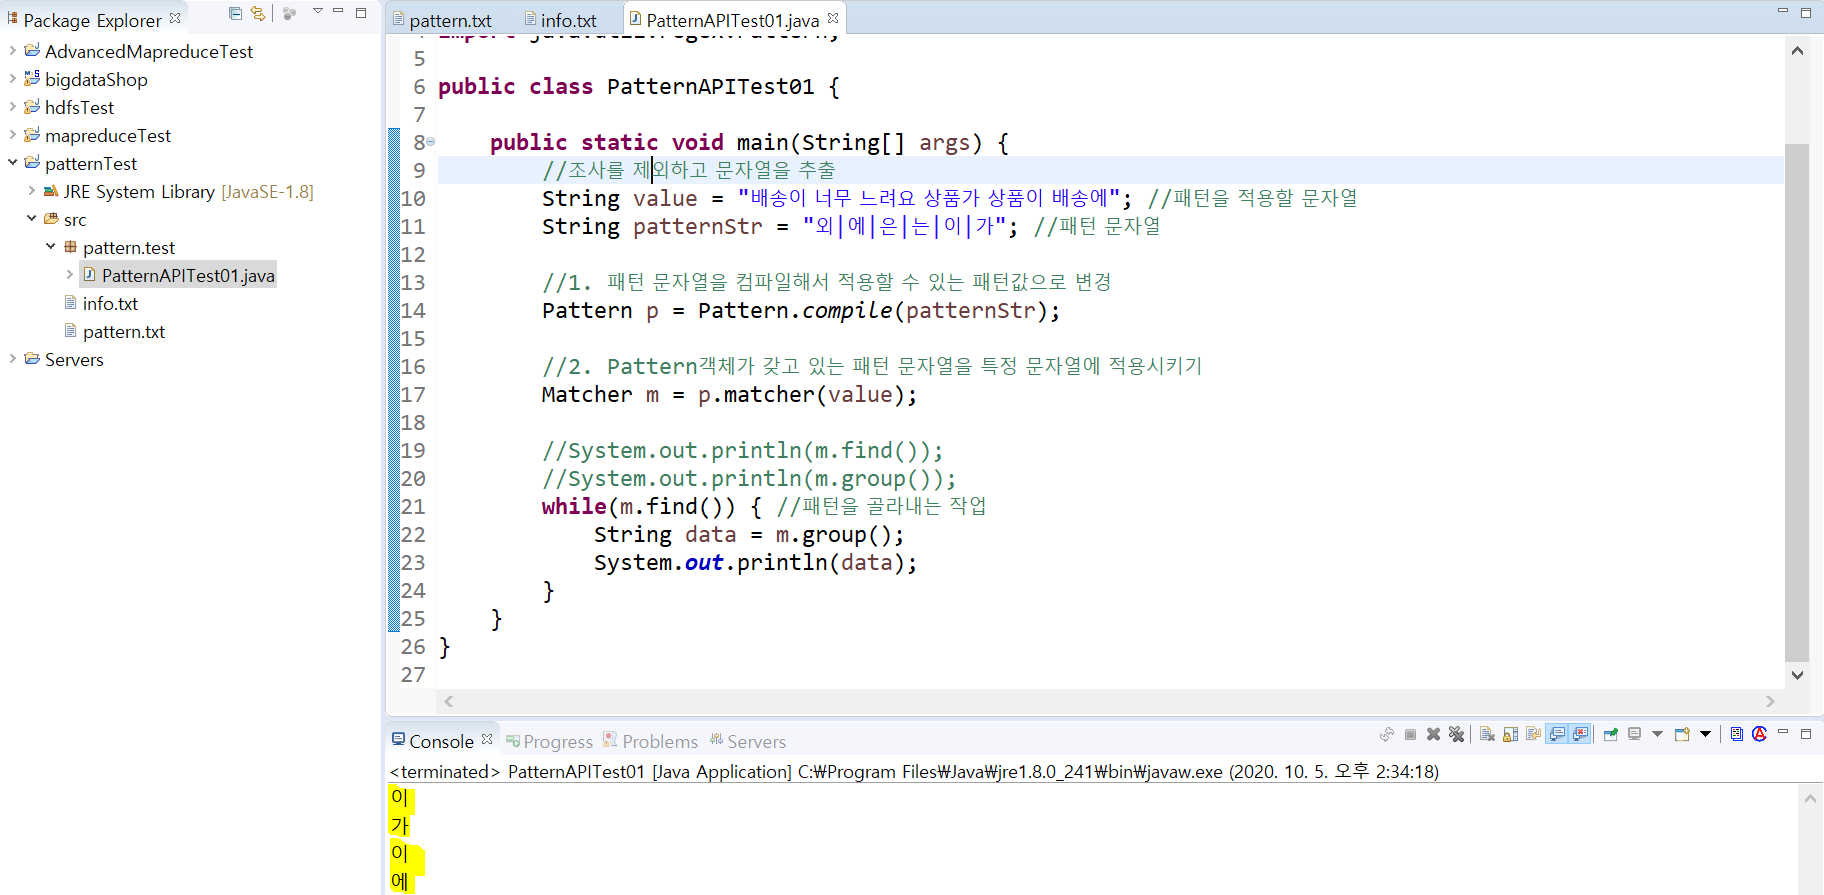 Package Explorer
AdvancedMapreduceTest
bigdataShop
hdfsTest
mapreduceTest
patternTest
JRE System Library [JavaSE-1.8]
src
pattern.test
PatternAPITest01.java
info.txt
pattern.txt
Servers
pattern.txt info.txt PatternAPITest01.java
4 import java.util.regex.Pattern;
5
6 public class PatternAPITest01 {
7
8 public static void main(String[] args) {
9 //조사를 제외하고 문자열을 추출
10 String value = "배송이 너무 느려요 상품가 상품이 배송에"; //패턴을 적용할 문자열
11 String patternStr = "외|에|은|는|이|가"; //패턴 문자열
12
13 //1. 패턴 문자열을 컴파일해서 적용할 수 있는 패턴값으로 변경
14 Pattern p = Pattern.compile(patternStr);
15
16 //2. Pattern객체가 갖고 있는 패턴 문자열을 특정 문자열에 적용시키기
17 Matcher m = p.matcher(value);
18
19 //System.out.println(m.find());
20 //System.out.println(m.group());
21 while(m.find()) { //패턴을 골라내는 작업
22 String data = m.group();
23 System.out.println(data);
24 }
25 }
26 }
27
Console Progress Problems Servers
<terminated> PatternAPITest01 [Java Application] C:₩Program Files₩Java₩jre1.8.0_241₩bin₩javaw.exe (2020. 10. 5. 오후 2:34:18)
이
가
이
에